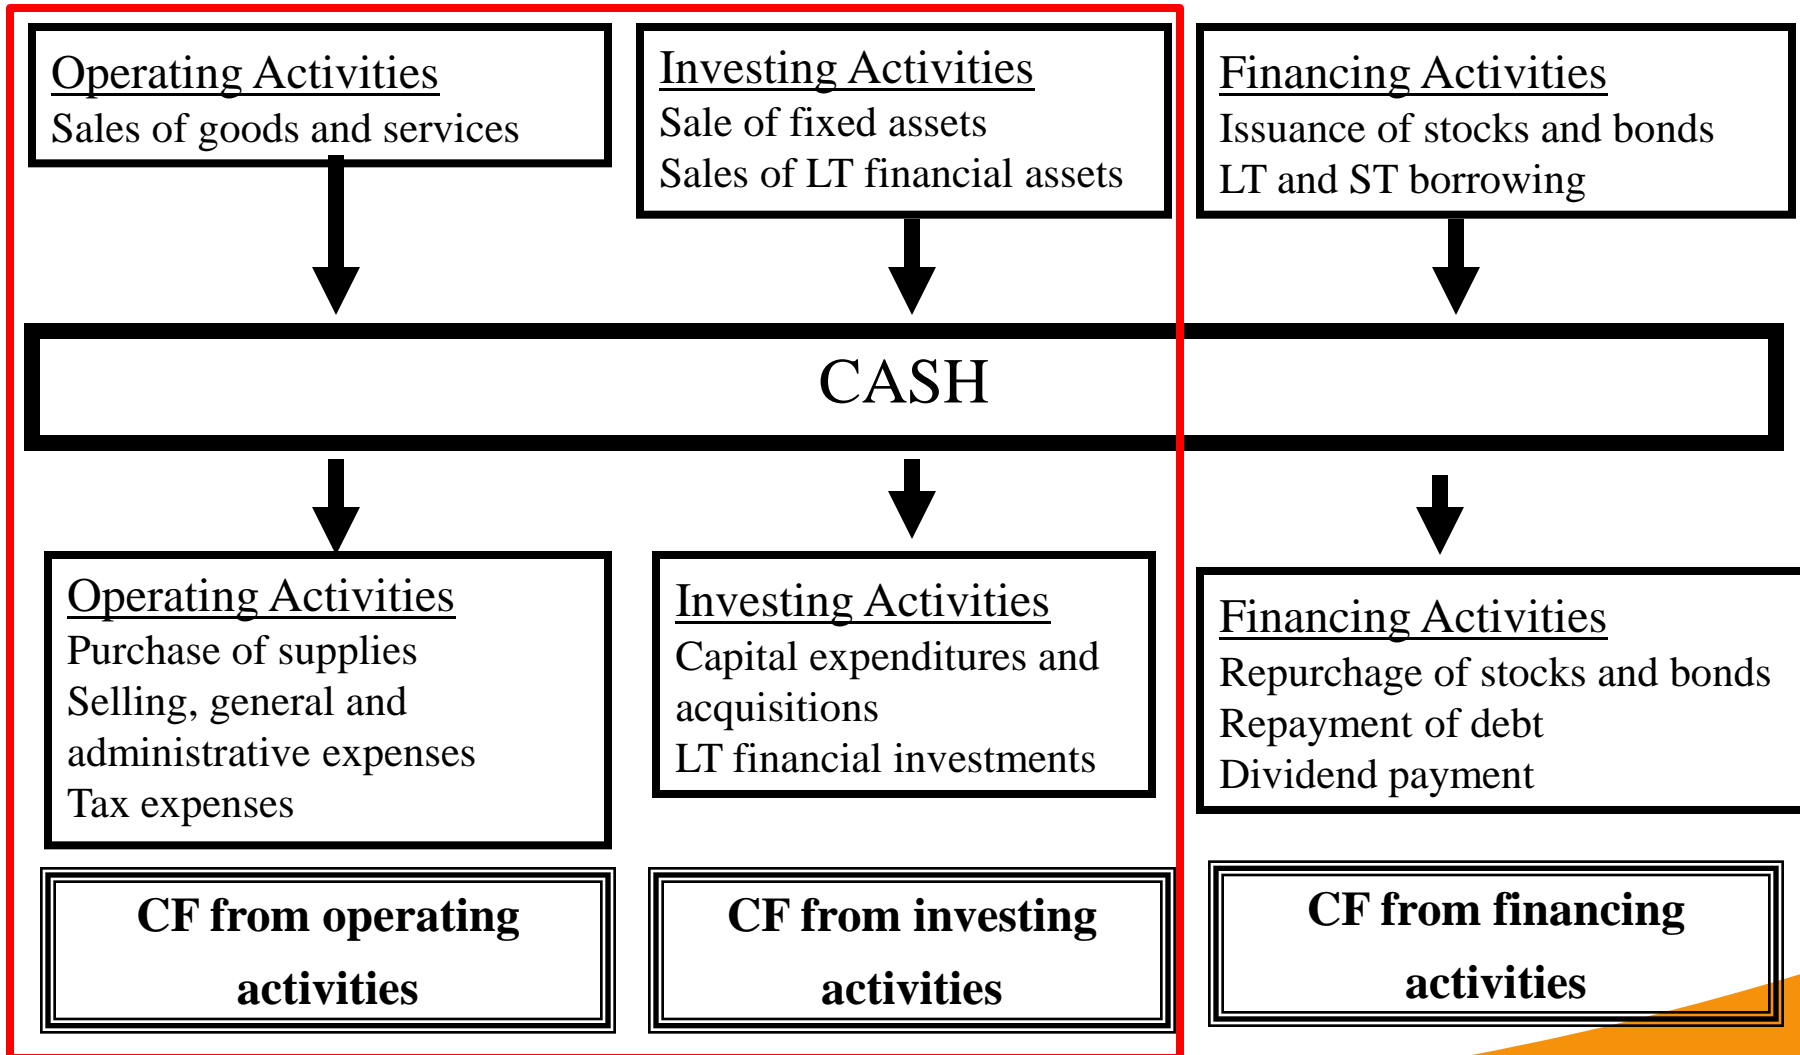 Operating Activities
Sales of goods and services
Investing Activities
Sale of fixed assets
Sales of LT financial assets
Financing Activities
Issuance of stocks and bonds
LT and ST borrowing
CASH
Operating Activities
Purchase of supplies
Selling, general and
administrative expenses
Tax expenses
Investing Activities
Capital expenditures and
acquisitions
LT financial investments
Financing Activities
Repurchage of stocks and bonds
Repayment of debt
Dividend payment
CF from operating
activities
CF from investing
activities
CF from financing
activities